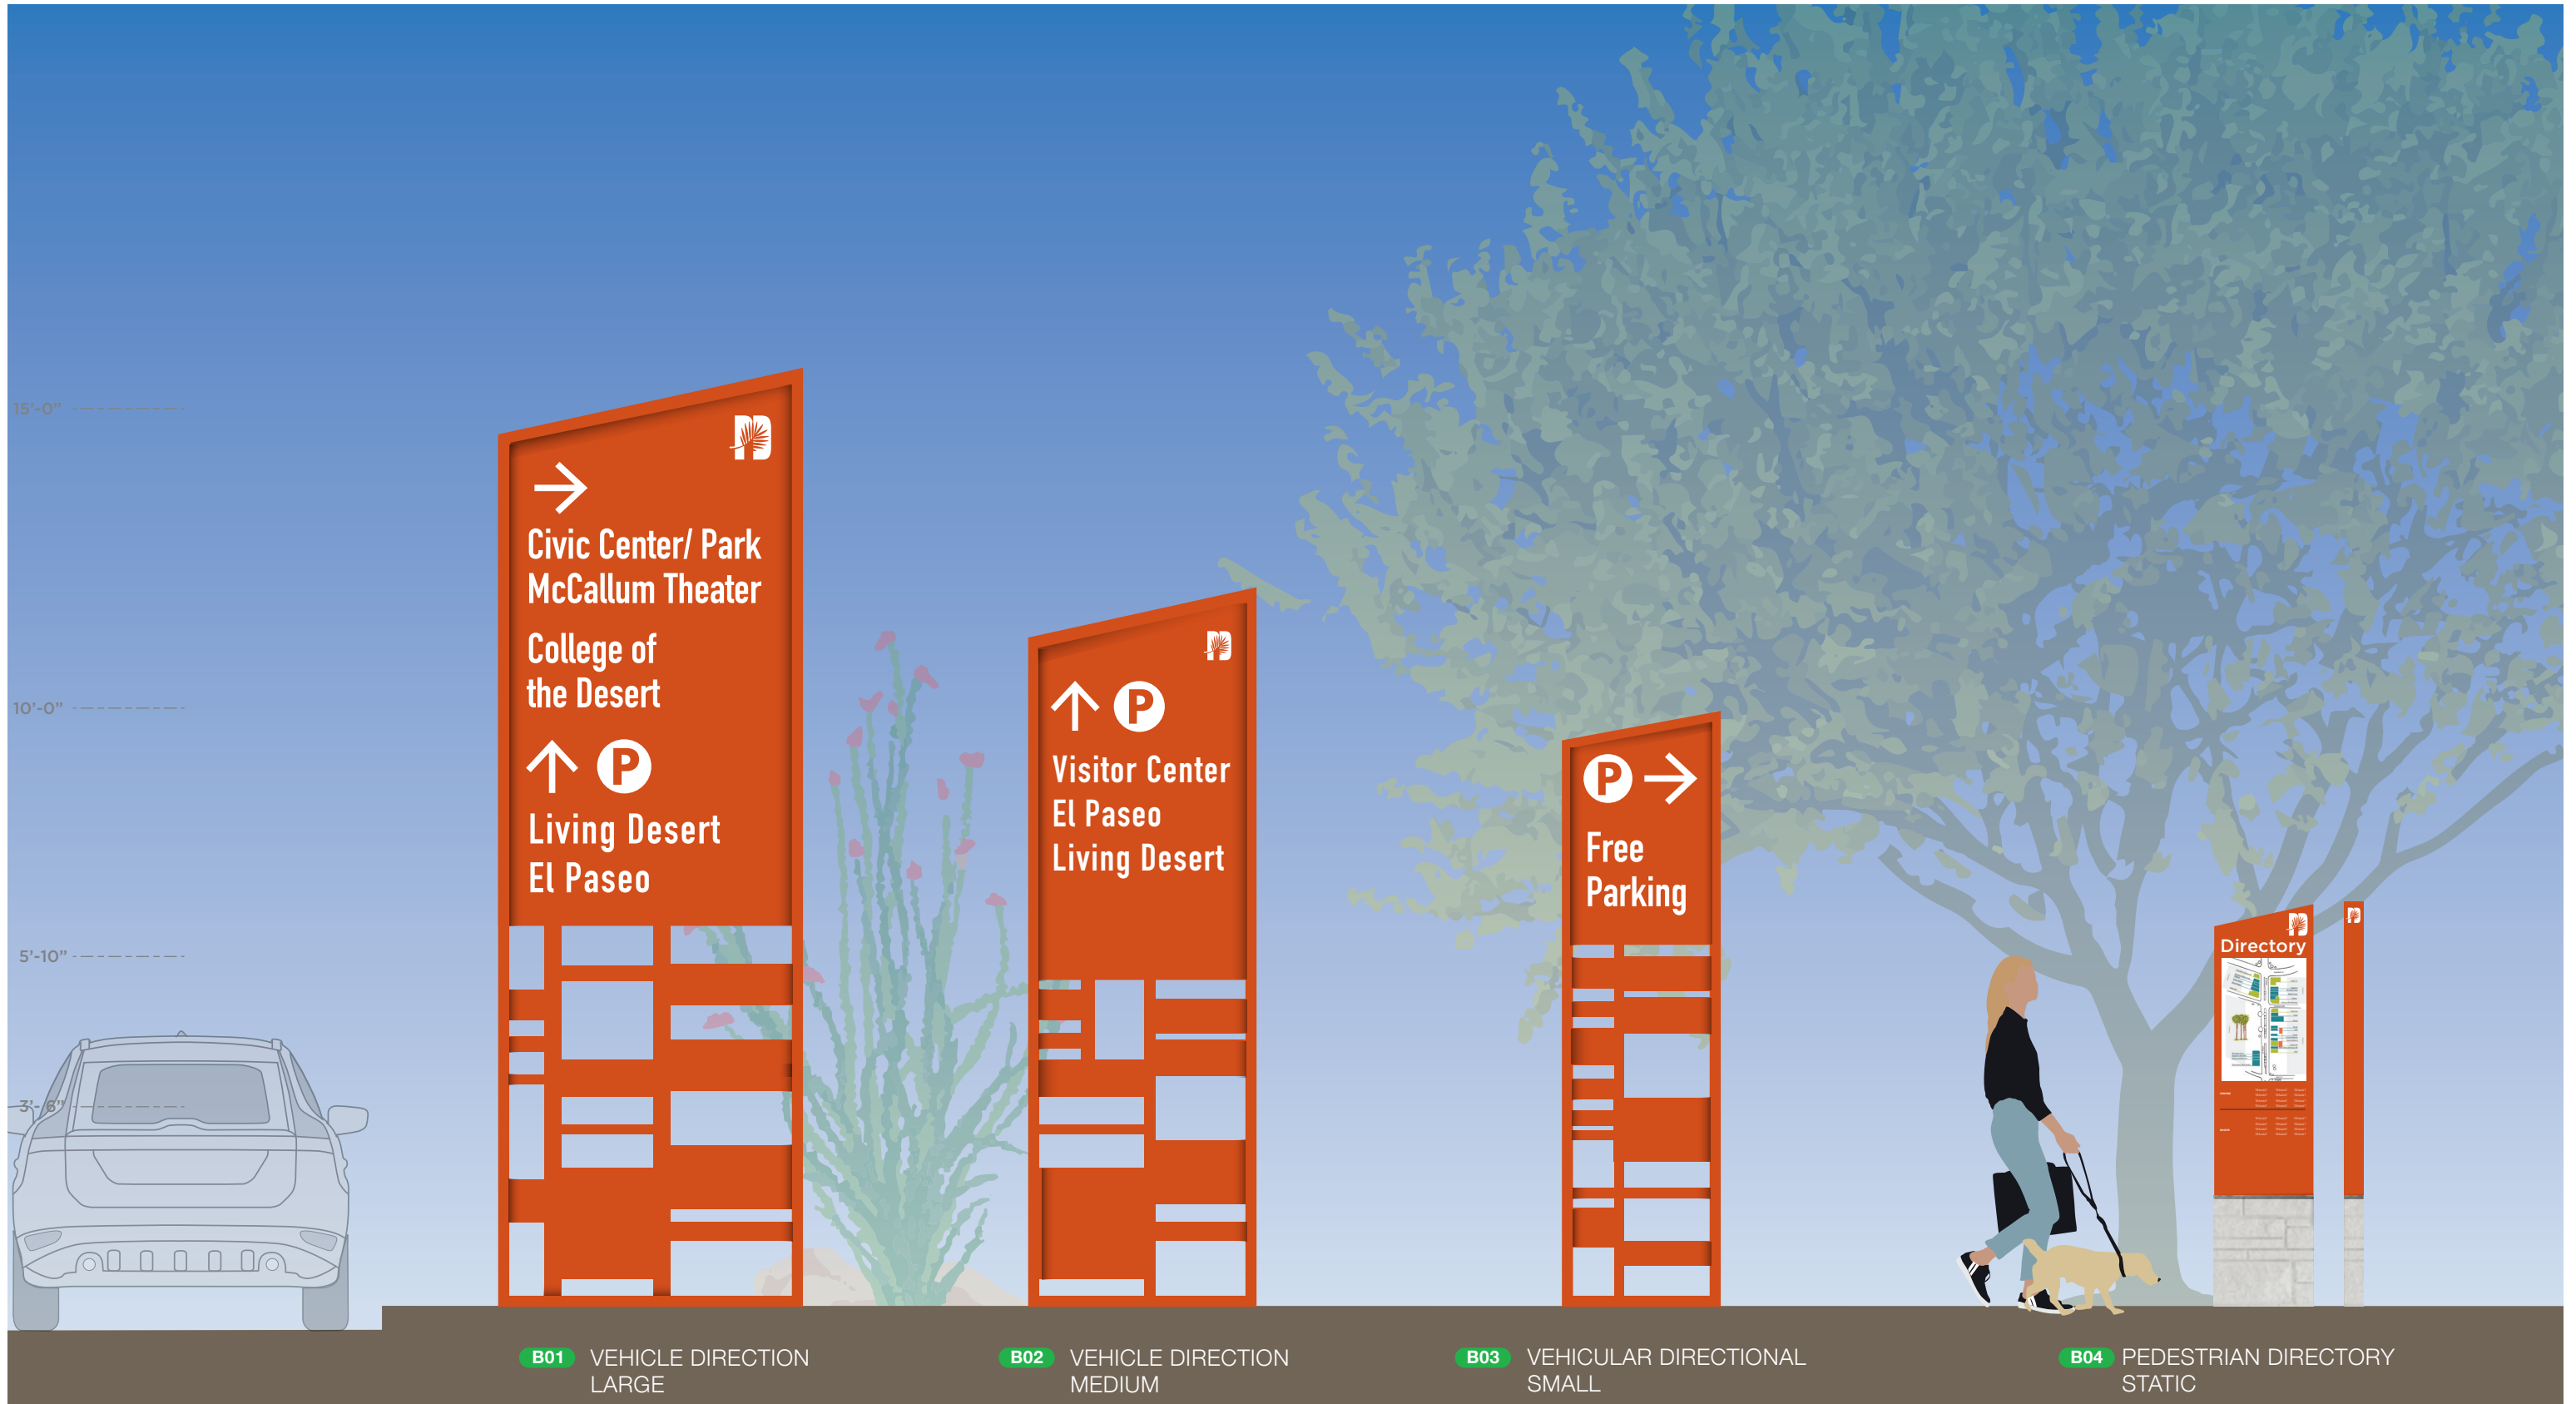 15'-0"
10'-0"
5'-10"
3'- 6"
Civic Center/ Park
McCallum Theater
College of
the Desert
P
Living Desert
El Paseo
P
Visitor Center
El Paseo
Living Desert
P
Free
Parking
Directory
B01 VEHICLE DIRECTION
LARGE
B02 VEHICLE DIRECTION
MEDIUM
B03 VEHICULAR DIRECTIONAL
SMALL
B04 PEDESTRIAN DIRECTORY
STATIC